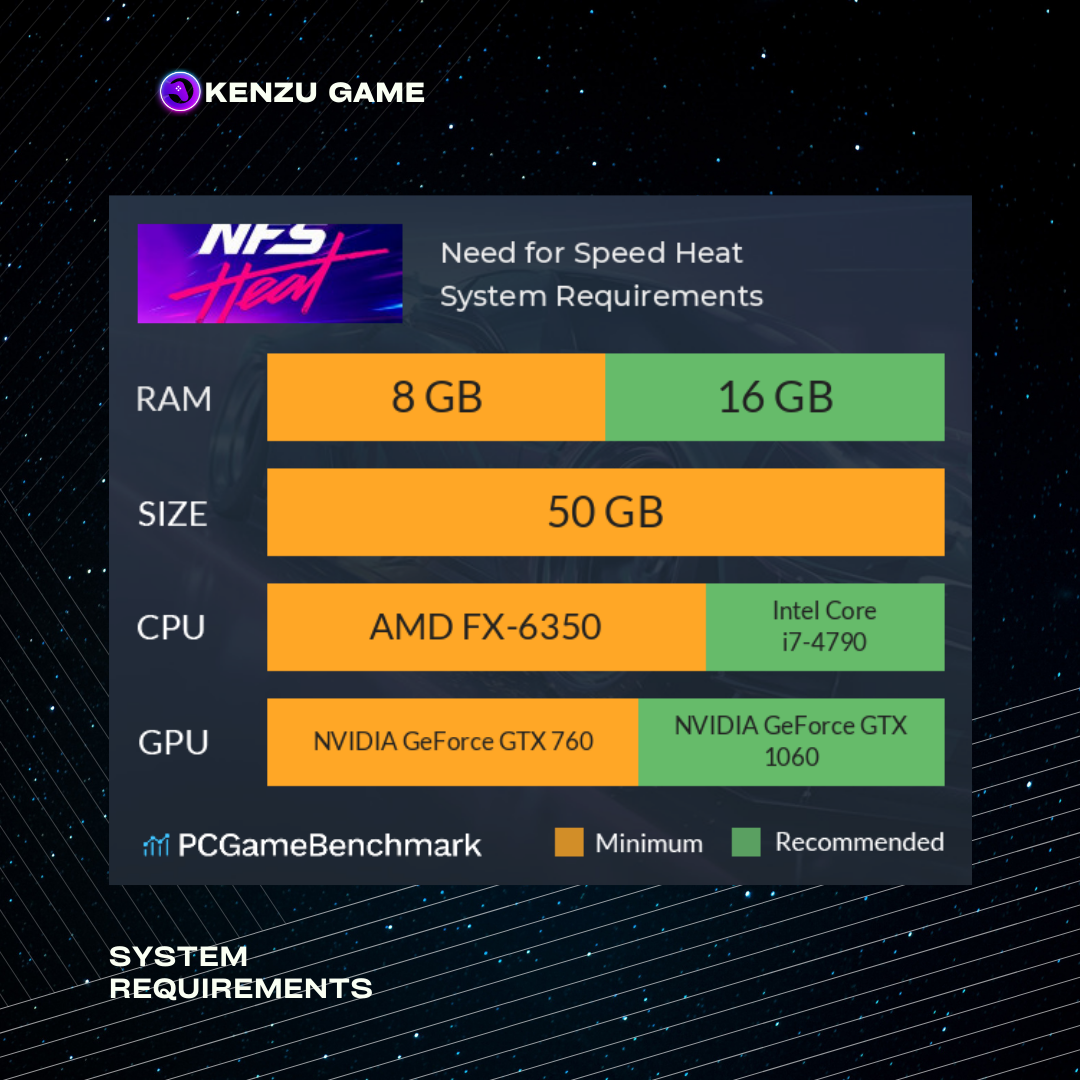 KENZU GAME
NFS
Heat
Need for Speed Heat
System Requirements
RAM
8 GB
16 GB
SIZE
50 GB
CPU
AMD FX-6350
Intel Core
i7-4790
GPU
NVIDIA GeForce GTX 760
NVIDIA GeForce GTX
1060
PCGameBenchmark
Minimum
Recommended
SYSTEM
REQUIREMENTS